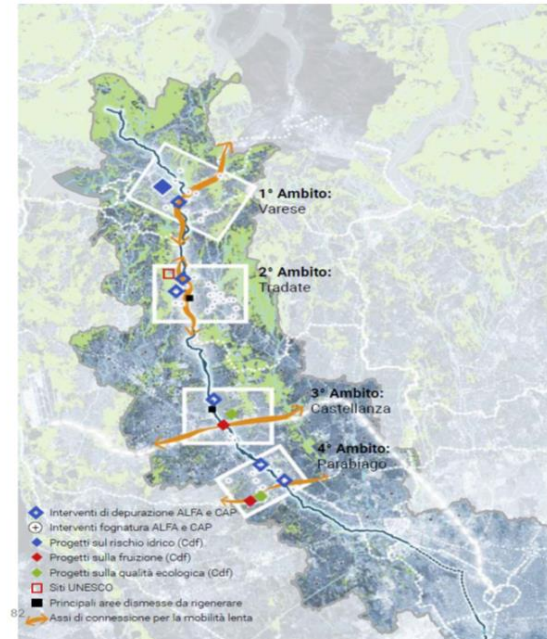 1° Ambito:
Varese
2° Ambito:
Tradate
3° Ambito:
Castellanza
4° Ambito:
Parabiago
Interventi di depurazione ALFA e CAP
Interventi fognatura ALFA e CAP
Progetti sul rischio idrico (Cdf)
Progetti sulla fruizione (Cdf)
Progetti sulla qualità ecologica (Cdf)
Siti UNESCO
Principali aree dismesse da rigenerare
Assi di connessione per la mobilità lenta
82